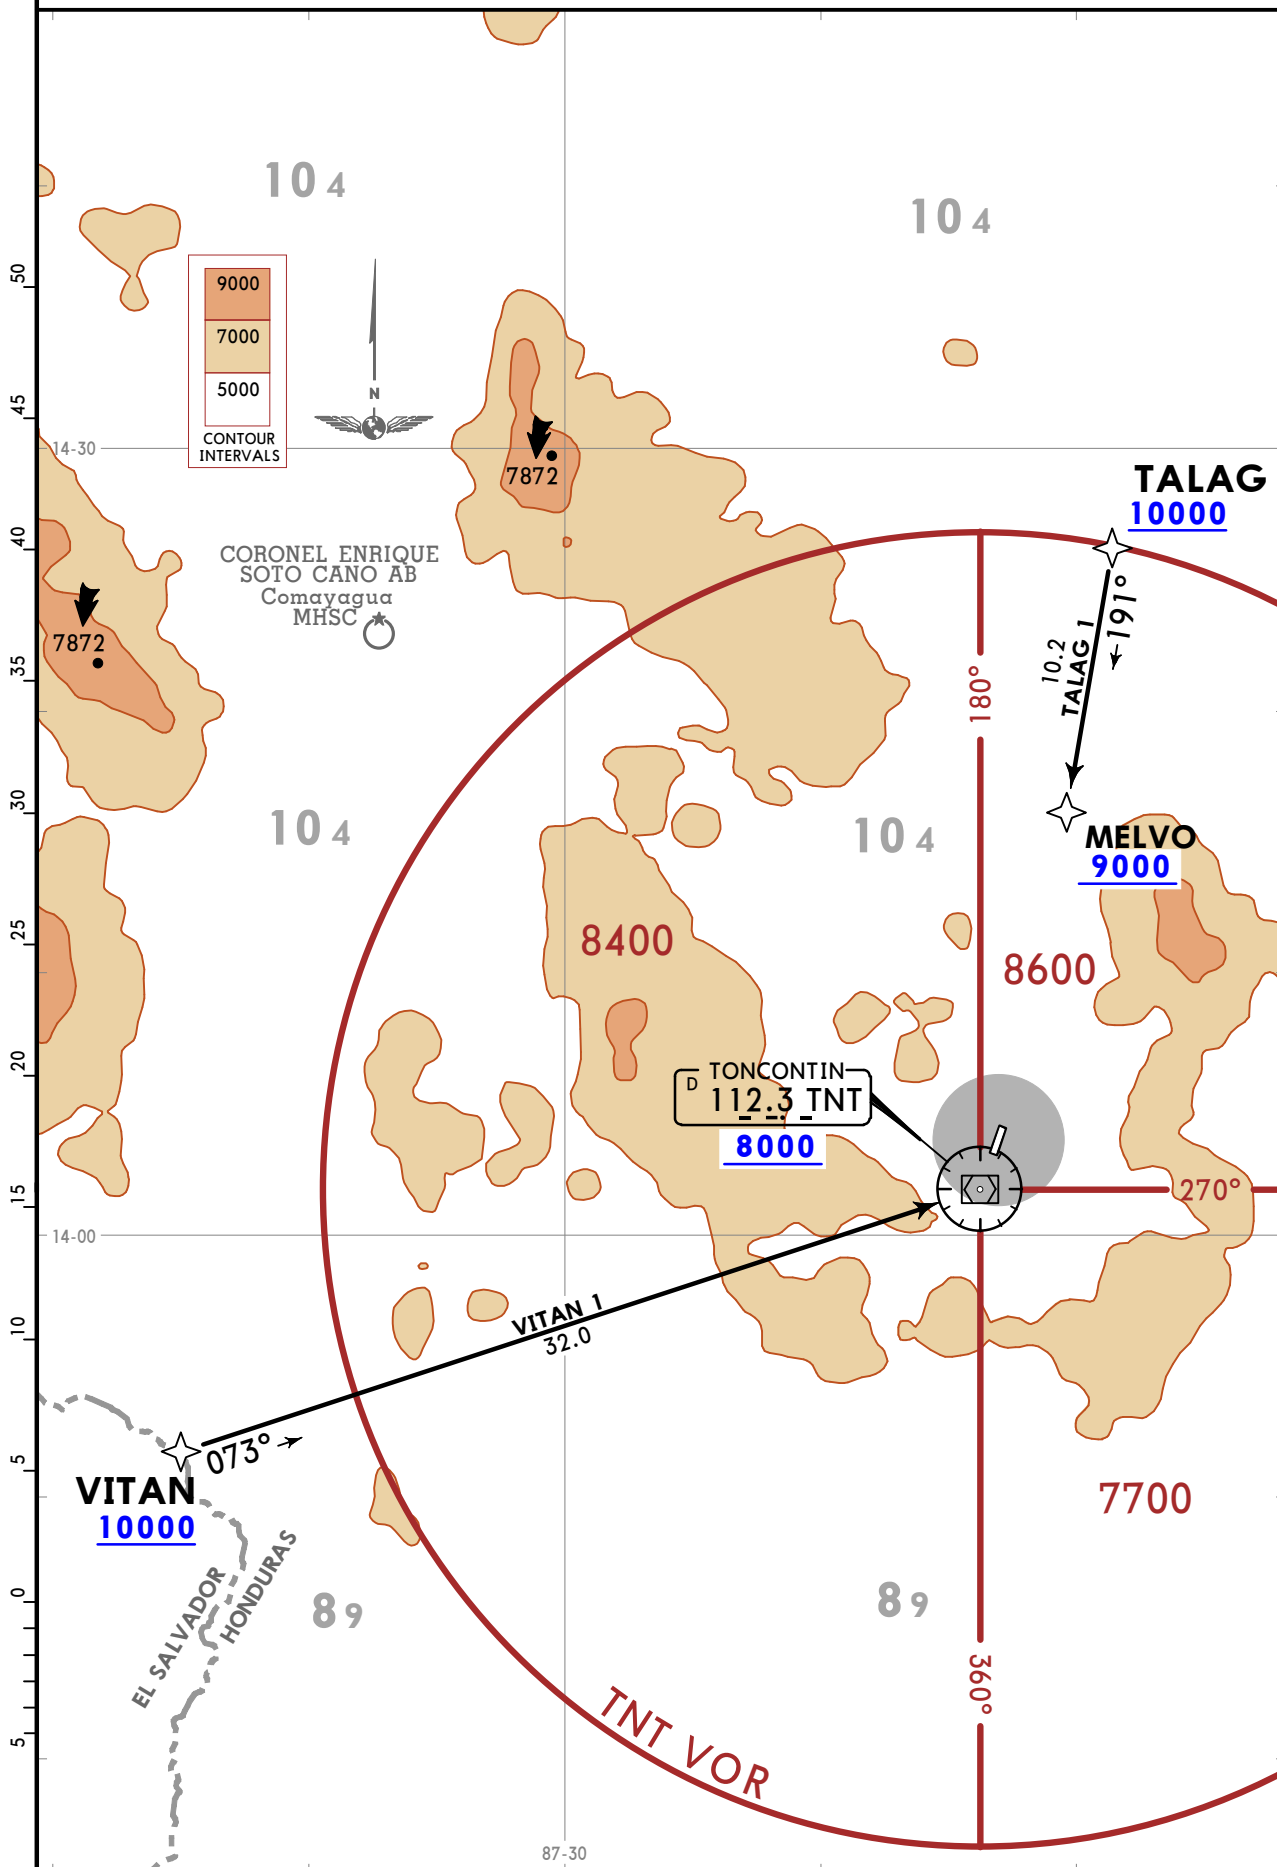 10 4
10 4
50
45
40
35
30
25
20
15
10
5
0
5
9000
7000
5000
CONTOUR
INTERVALS
N
14-30
7872
TALAG
10000
CORONEL ENRIQUE
SOTO CANO AB
Comayagua
MHSC
7872
191°
10.2
TALAG 1
180°
10 4
10 4
MELVO
9000
8400
8600
TONCONTIN
D 112.3 TNT
8000
270°
14-00
VITAN 1
32.0
073°
VITAN
10000
7700
EL SALVADOR
HONDURAS
8 9
8 9
360°
TNT VOR
87-30